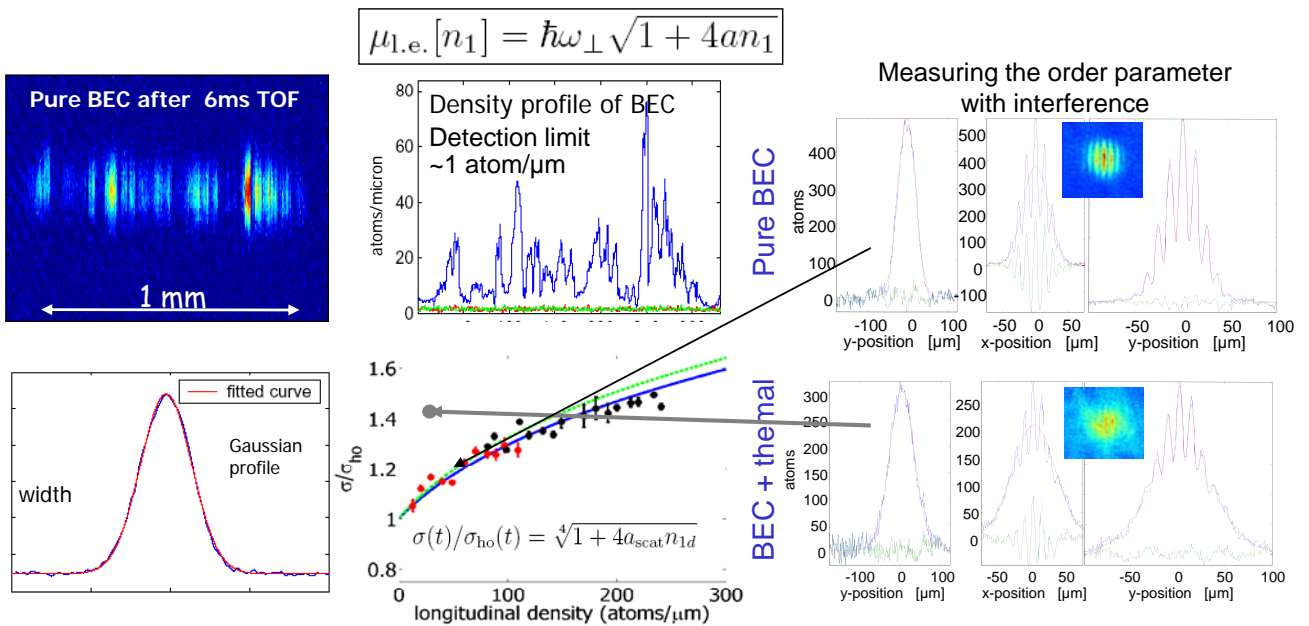 μ_l.e.[n₁] = ħω_⊥√(1 + 4an₁)
Pure BEC after 6ms TOF
1 mm
Density profile of BEC
Detection limit
~1 atom/µm
80
60
40
20
0
atoms/micron
Measuring the order parameter
with interference
Pure BEC
atoms
400
300
200
100
0
-100 0 100
y-position [µm]
500
400
300
200
100
0
-100
-50 0 50
x-position [µm]
-50 0 50 100
y-position [µm]
fitted curve
Gaussian
profile
width
σ/σ_ho
1.6
1.4
1.2
1
0.8
σ(t)/σ_ho(t) = ∜(1 + 4a_scat n_1d)
0 100 200 300
longitudinal density (atoms/µm)
BEC + themal
atoms
300
250
200
150
100
50
0
-100 0 100
y-position [µm]
250
200
150
100
50
0
-50 0 50
x-position [µm]
-50 0 50 100
y-position [µm]